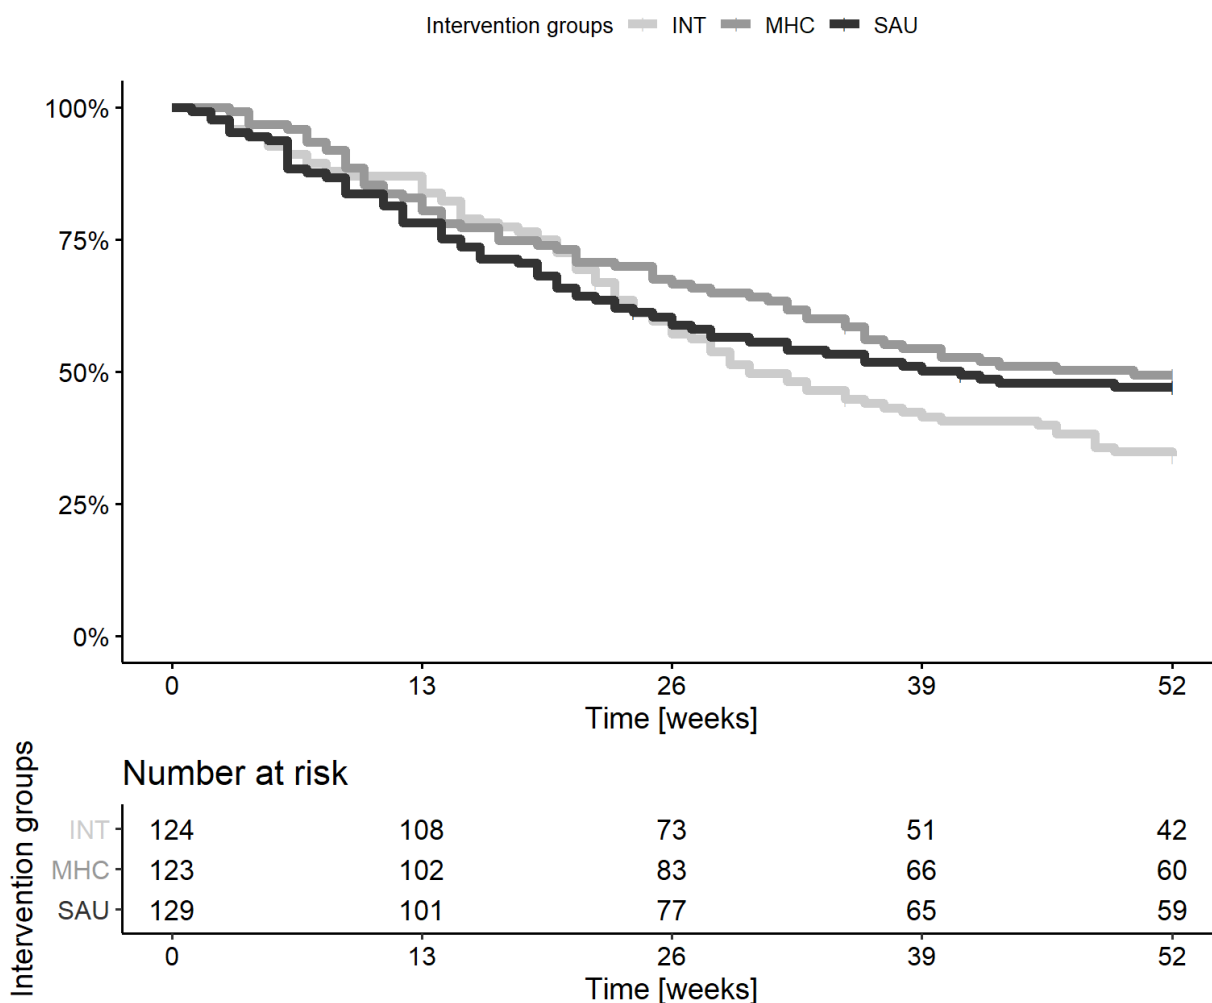 Intervention groups INT MHC SAU
100%
75%
50%
25%
0%
0 13 26 39 52
Time [weeks]
Number at risk
Intervention groups
INT 124 108 73 51 42
MHC 123 102 83 66 60
SAU 129 101 77 65 59
0 13 26 39 52
Time [weeks]